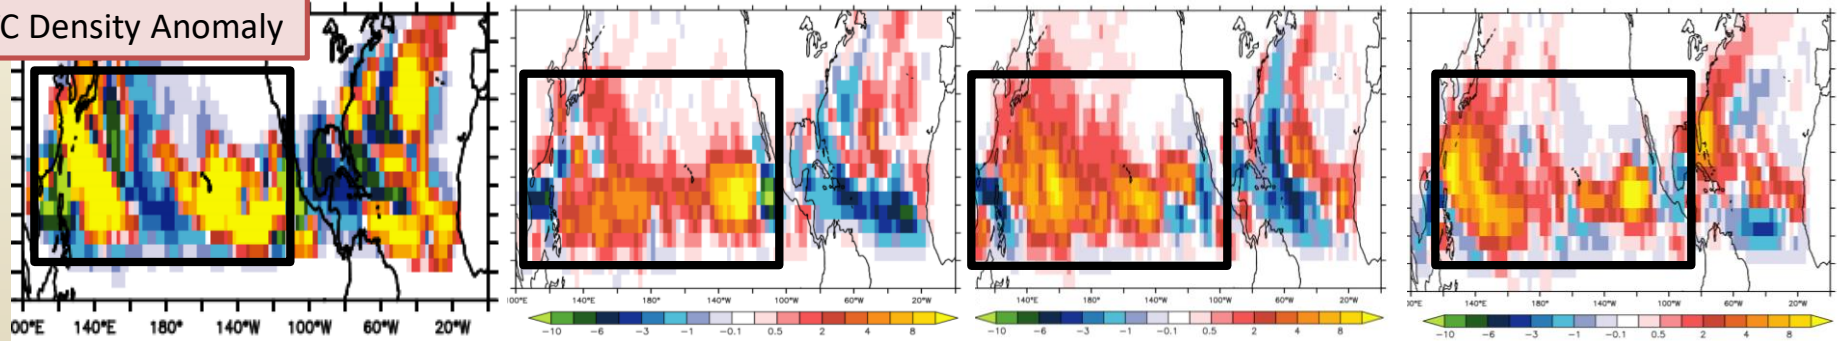 C Density Anomaly
00°E 140°E 180° 140°W 100°W 60°W 20°W
100°E 140°E 180° 140°W 100°W 60°W 20°W
140°E 180° 140°W 100°W 60°W 20°W
100°E 140°E 180° 140°W 100°W 60°W 20°W
-10 -6 -3 -1 -0.1 0.5 2 4 8
-10 -6 -3 -1 -0.1 0.5 2 4 8
-10 -6 -3 -1 -0.1 0.5 2 4 8